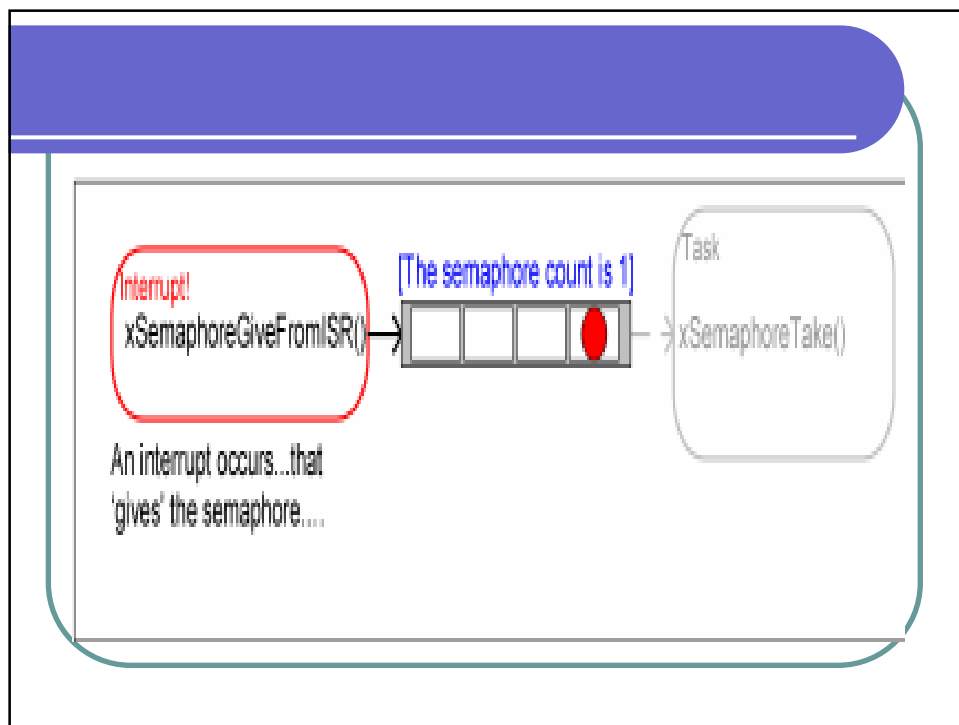 Interrupt!
xSemaphoreGiveFromISR()
[The semaphore count is 1]
Task
xSemaphoreTake()
An interrupt occurs...that
'gives' the semaphore....